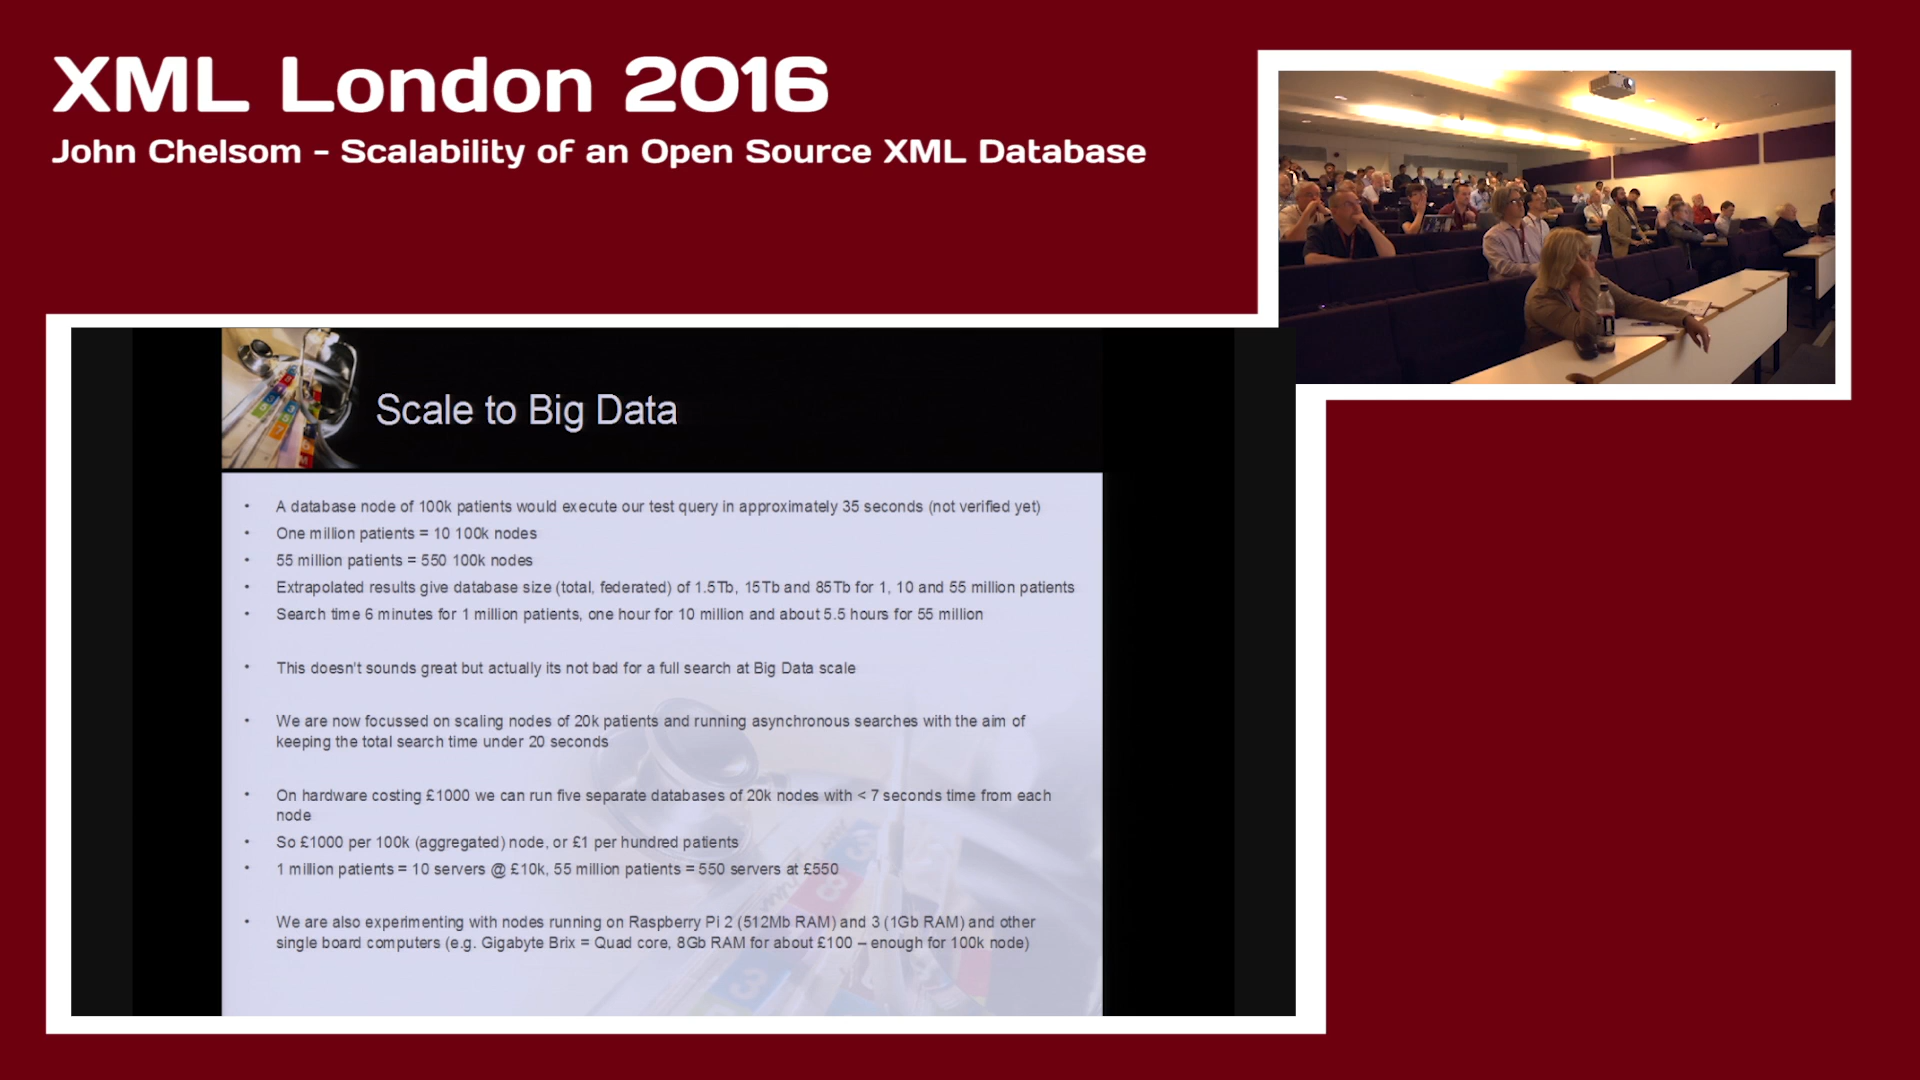 XML London 2016
John Chelsom - Scalability of an Open Source XML Database
Scale to Big Data
• A database node of 100k patients would execute our test query in approximately 35 seconds (not verified yet)
• One million patients = 10 100k nodes
• 55 million patients = 550 100k nodes
• Extrapolated results give database size (total, federated) of 1.5Tb, 15Tb and 85Tb for 1, 10 and 55 million patients
• Search time 6 minutes for 1 million patients, one hour for 10 million and about 5.5 hours for 55 million
• This doesn't sounds great but actually its not bad for a full search at Big Data scale
• We are now focussed on scaling nodes of 20k patients and running asynchronous searches with the aim of
keeping the total search time under 20 seconds
• On hardware costing £1000 we can run five separate databases of 20k nodes with < 7 seconds time from each
node
• So £1000 per 100k (aggregated) node, or £1 per hundred patients
• 1 million patients = 10 servers @ £10k, 55 million patients = 550 servers at £550
• We are also experimenting with nodes running on Raspberry Pi 2 (512Mb RAM) and 3 (1Gb RAM) and other
single board computers (e.g. Gigabyte Brix = Quad core, 8Gb RAM for about £100 – enough for 100k node)